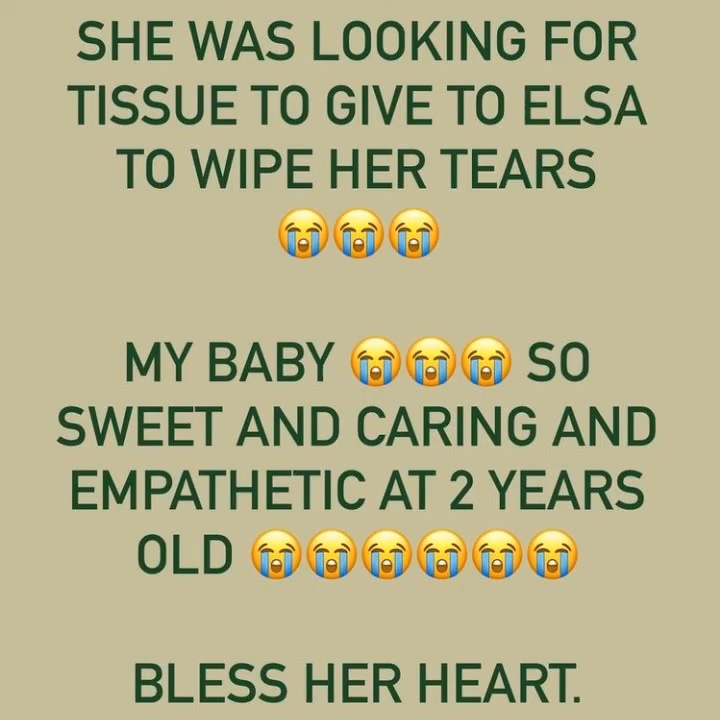 SHE WAS LOOKING FOR
TISSUE TO GIVE TO ELSA
TO WIPE HER TEARS
😭😭😭
MY BABY 😭😭😭 SO
SWEET AND CARING AND
EMPATHETIC AT 2 YEARS
OLD 😭😭😭😭😭😭
BLESS HER HEART.